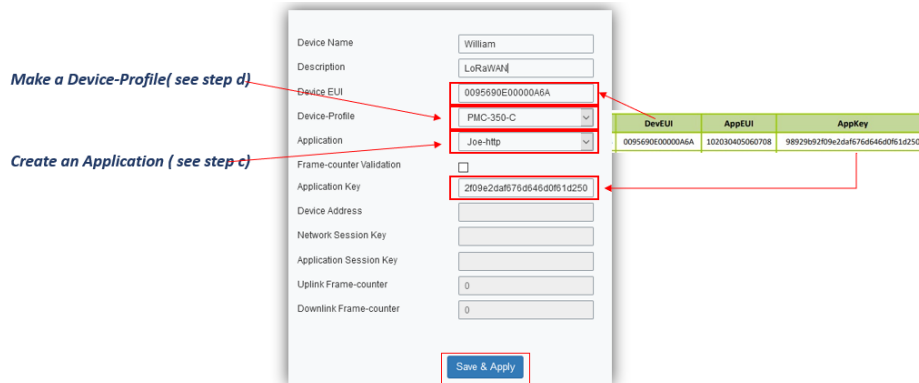 Device Name
William
Description
LoRaWAN
Make a Device-Profile( see step d)
Device EUI
0095690E00000A6A
Device-Profile
PMC-350-C
Application
Joe-http
Create an Application ( see step c)
Frame-counter Validation
Application Key
2f09e2daf676d646d0f61d250
Device Address
Network Session Key
Application Session Key
Uplink Frame-counter
0
Downlink Frame-counter
0
Save & Apply
DevEUI AppEUI AppKey
0095690E00000A6A 102030405060708 98929b92f09e2daf676d646d0f61d250